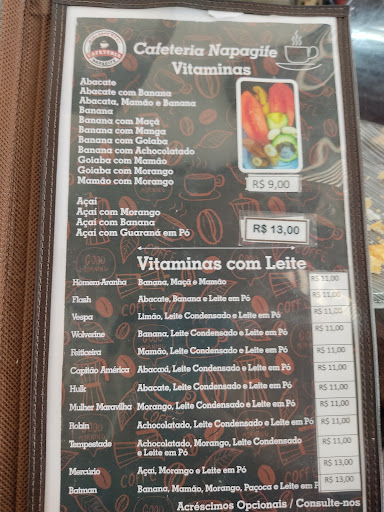 CAFETERIA
Cafeteria Napagife
Vitaminas
Abacate
Abacate com Banana
Abacata, Mamão e Banana
Banana
Banana com Maçã
Banana com Manga
Banana com Goiaba
Banana com Achocolatado
Goiaba com Mamão
Goiaba com Morango
Mamão com Morango
R$ 9,00
Açaí
Açaí com Morango
Açaí com Banana
Açaí com Guaraná em Pó
R$ 13,00
Vitaminas com Leite
Homem-Aranha Banana, Maçã e Mamão R$ 11,00
Flash Abacate, Banana e Leite em Pó R$ 11,00
Vespa Limão, Leite Condensado e Leite em Pó R$ 11,00
Wolverine Banana, Leite Condensado e Leite em Pó R$ 11,00
Feiticeira Mamão, Leite Condensado e Leite em Pó R$ 11,00
Capitão América Abacaxi, Leite Condensado e Leite em Pó R$ 11,00
Hulk Abacate, Leite Condensado e Leite em Pó R$ 11,00
Mulher Maravilha Morango, Leite Condensado e Leite em Pó R$ 11,00
Robin Achocolatado, Leite Condensado e Leite em Pó R$ 11,00
Tempestade Achocolatado, Morango, Leite Condensado R$ 11,00
e Leite em Pó
Mercúrio Açaí, Morango e Leite em Pó R$ 13,00
Batman Banana, Mamão, Morango, Paçoca e Leite em Pó R$ 13,00
Acréscimos Opcionais / Consulte-nos